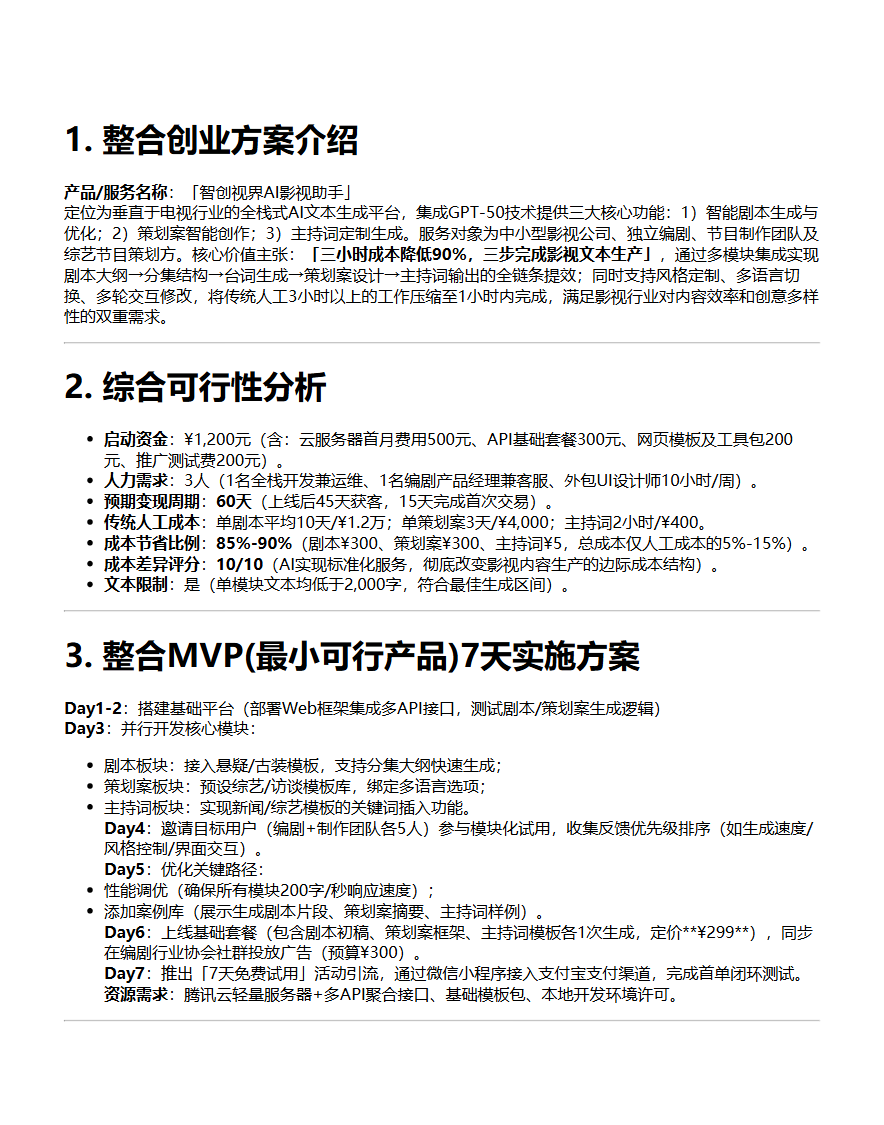 1. 整合创业方案介绍
产品/服务名称：「智创视界AI影视助手」
定位为垂直于电视行业的全栈式AI文本生成平台，集成GPT-50技术提供三大核心功能：1）智能剧本生成与
优化；2）策划案智能创作；3）主持词定制生成。服务对象为中小型影视公司、独立编剧、节目制作团队及
综艺节目策划方。核心价值主张：「三小时成本降低90%，三步完成影视文本生产」，通过多模块集成实现
剧本大纲→分集结构→台词生成→策划案设计→主持词输出的全链条提效；同时支持风格定制、多语言切
换、多轮交互修改，将传统人工3小时以上的工作压缩至1小时内完成，满足影视行业对内容效率和创意多样
性的双重需求。
2. 综合可行性分析
• 启动资金：¥1,200元（含：云服务器首月费用500元、API基础套餐300元、网页模板及工具包200
元、推广测试费200元）。
• 人力需求：3人（1名全栈开发兼运维、1名编剧产品经理兼客服、外包UI设计师10小时/周）。
• 预期变现周期：60天（上线后45天获客，15天完成首次交易）。
• 传统人工成本：单剧本平均10天/¥1.2万；单策划案3天/¥4,000；主持词2小时/¥400。
• 成本节省比例：85%-90%（剧本¥300、策划案¥300、主持词¥5，总成本仅人工成本的5%-15%）。
• 成本差异评分：10/10（AI实现标准化服务，彻底改变影视内容生产的边际成本结构）。
• 文本限制：是（单模块文本均低于2,000字，符合最佳生成区间）。
3. 整合MVP(最小可行产品)7天实施方案
Day1-2：搭建基础平台（部署Web框架集成多API接口，测试剧本/策划案生成逻辑）
Day3：并行开发核心模块：
• 剧本板块：接入悬疑/古装模板，支持分集大纲快速生成；
• 策划案板块：预设综艺/访谈模板库，绑定多语言选项；
• 主持词板块：实现新闻/综艺模板的关键词插入功能。
Day4：邀请目标用户（编剧+制作团队各5人）参与模块化试用，收集反馈优先级排序（如生成速度/
风格控制/界面交互）。
Day5：优化关键路径：
• 性能调优（确保所有模块200字/秒响应速度）；
• 添加案例库（展示生成剧本片段、策划案摘要、主持词样例）。
Day6：上线基础套餐（包含剧本初稿、策划案框架、主持词模板各1次生成，定价**¥299**），同步
在编剧行业协会社群投放广告（预算¥300）。
Day7：推出「7天免费试用」活动引流，通过微信小程序接入支付宝支付渠道，完成首单闭环测试。
资源需求：腾讯云轻量服务器+多API聚合接口、基础模板包、本地开发环境许可。